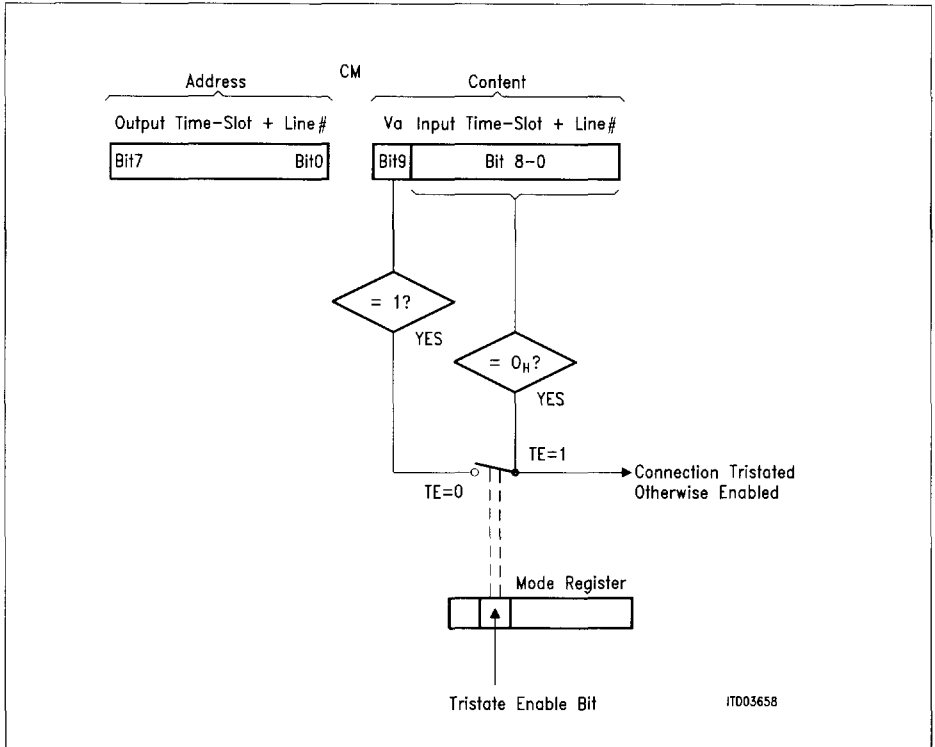 CM
Address
Content
Output Time-Slot + Line#
Va Input Time-Slot + Line#
Bit7 Bit0
Bit9 Bit 8-0
= 1?
YES
= 0H?
YES
TE=1
TE=0
Connection Tristated
Otherwise Enabled
Mode Register
Tristate Enable Bit
ITD03658